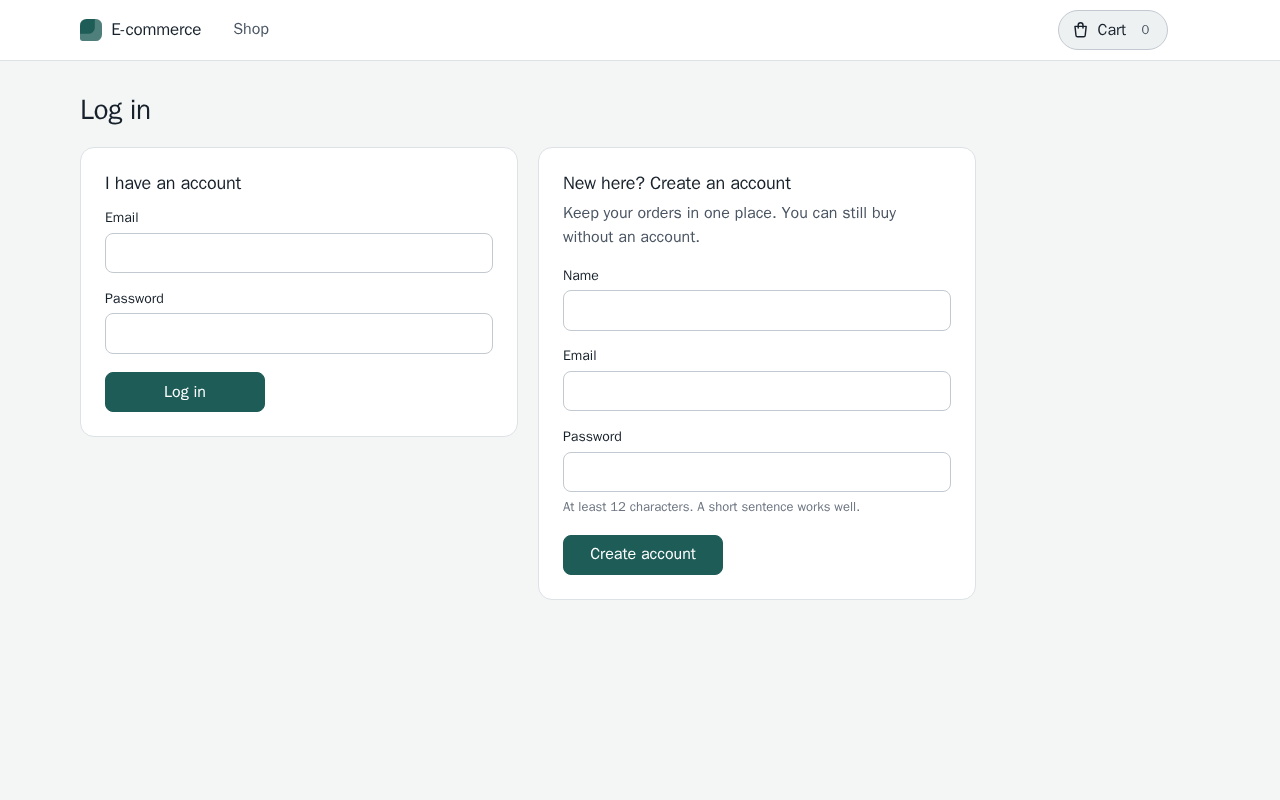 E-commerce
Shop
Cart 0
Log in
I have an account
Email
Password
Log in
New here? Create an account
Keep your orders in one place. You can still buy
without an account.
Name
Email
Password
At least 12 characters. A short sentence works well.
Create account